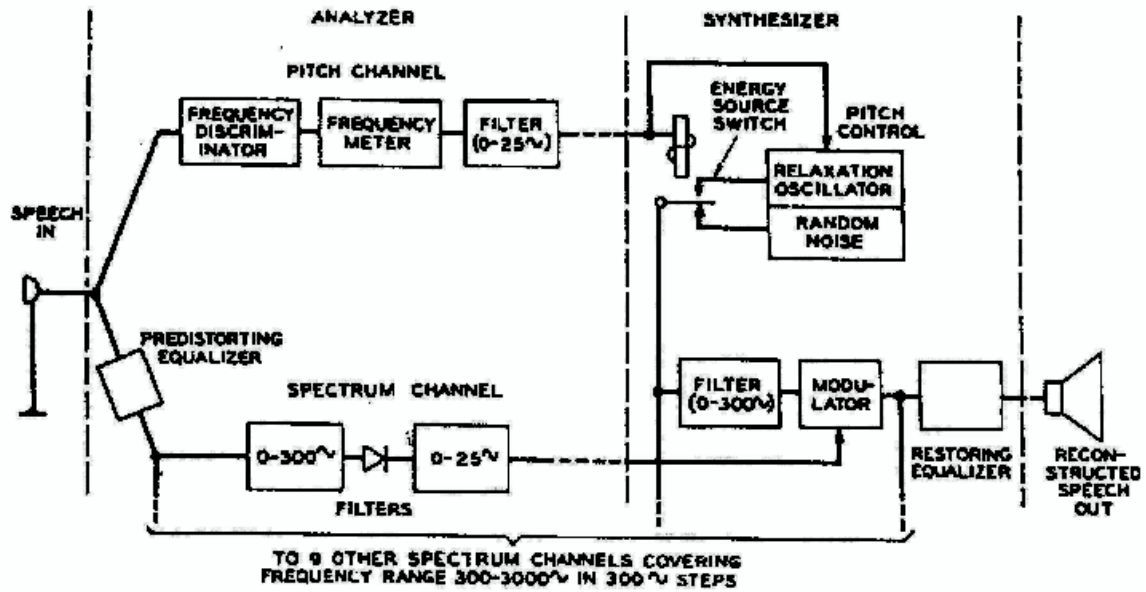 ANALYZER
SYNTHESIZER
PITCH CHANNEL
FREQUENCY
DISCRIM-
INATOR
FREQUENCY
METER
FILTER
(0-25~)
ENERGY
SOURCE
SWITCH
PITCH
CONTROL
RELAXATION
OSCILLATOR
RANDOM
NOISE
SPEECH
IN
PREDISTORTING
EQUALIZER
SPECTRUM CHANNEL
0-300~
0-25~
FILTERS
FILTER
(0-300~)
MODU-
LATOR
RESTORING
EQUALIZER
RECON-
STRUCTED
SPEECH
OUT
TO 9 OTHER SPECTRUM CHANNELS COVERING
FREQUENCY RANGE 300-3000~ IN 300~ STEPS